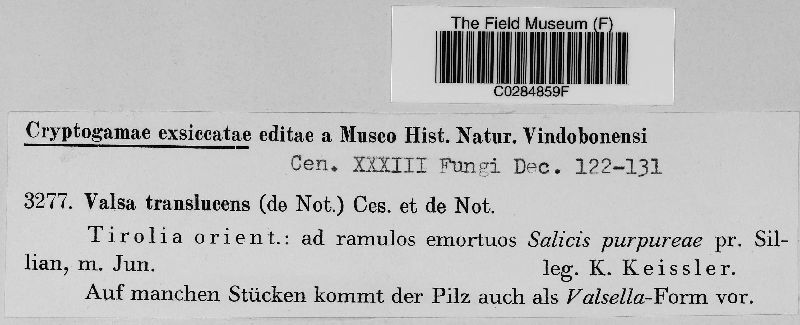 The Field Museum (F)
C0284859F
Cryptogamae exsiccatae editae a Museo Hist. Natur. Vindobonensi
Cen. XXXIII Fungi Dec. 122-131
3277. Valsa translucens (de Not.) Ces. et de Not.
Tirolia orient.: ad ramulos emortuos Salicis purpureae pr. Sil-
lian, m. Jun. leg. K. Keissler.
Auf manchen Stücken kommt der Pilz auch als Valsella-Form vor.